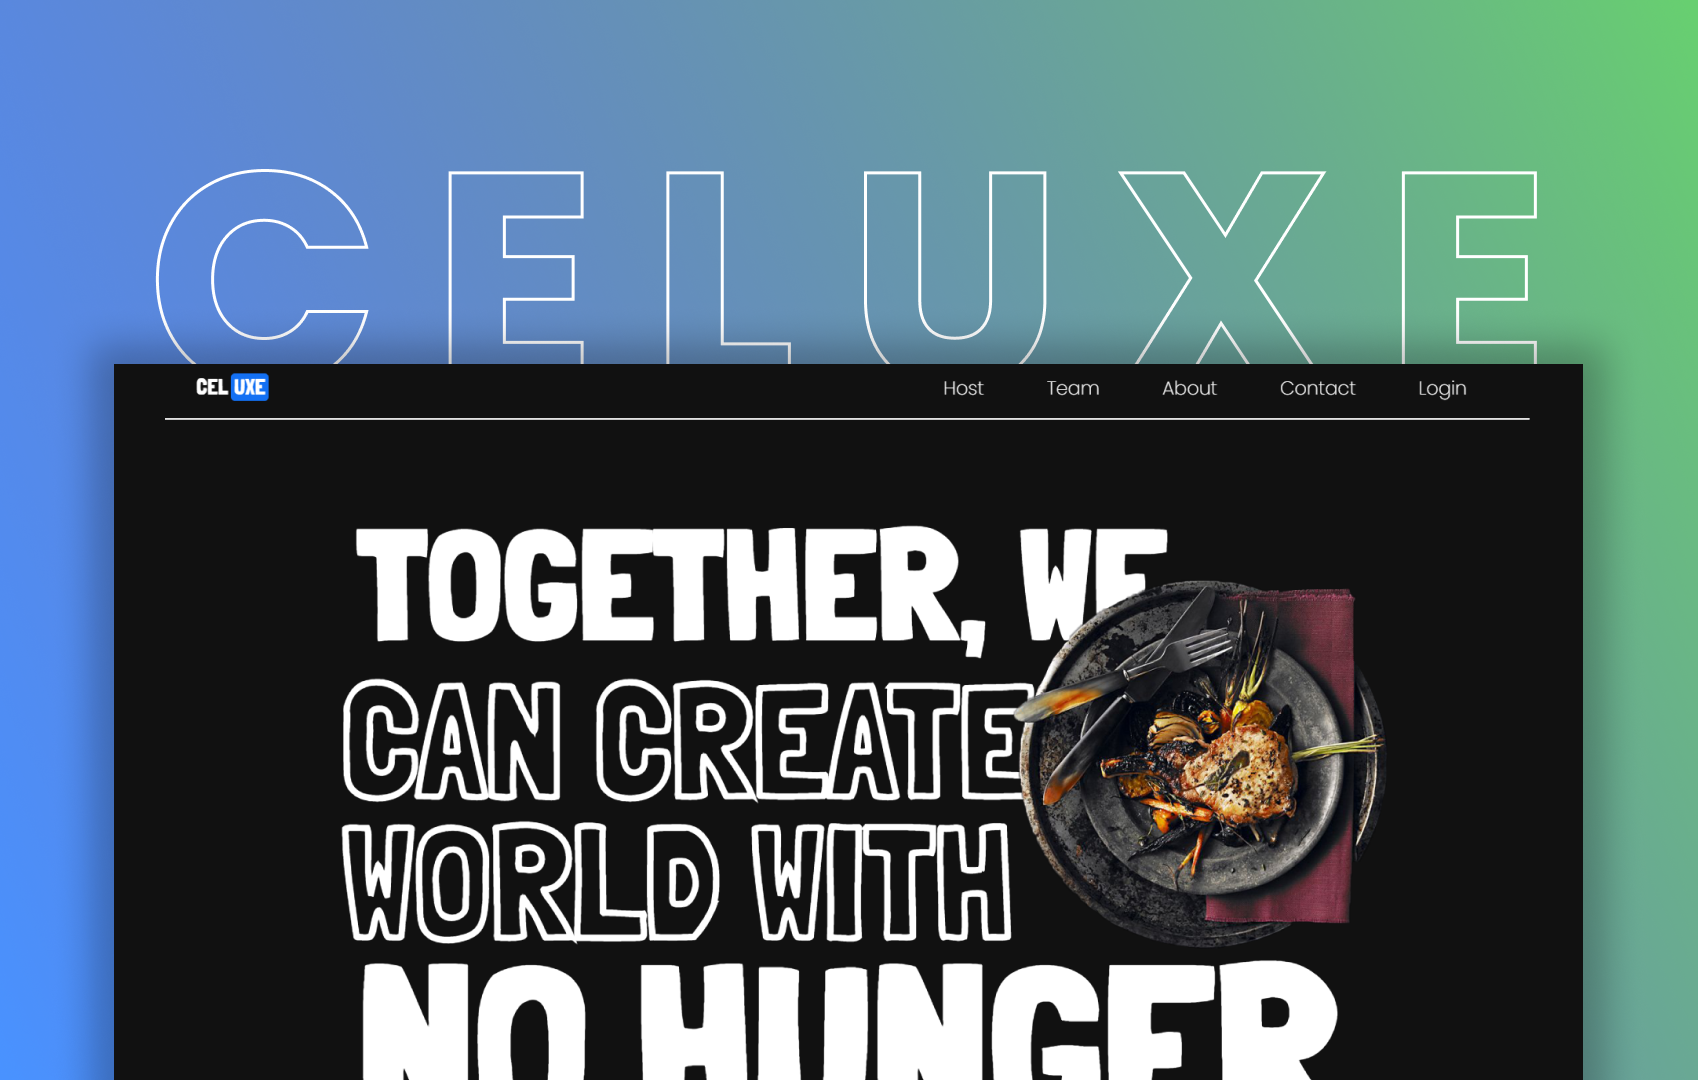 CELUXE
CEL UXE
Host Team About Contact Login
TOGETHER, WE
CAN CREATE
WORLD WITH
NO HUNGER